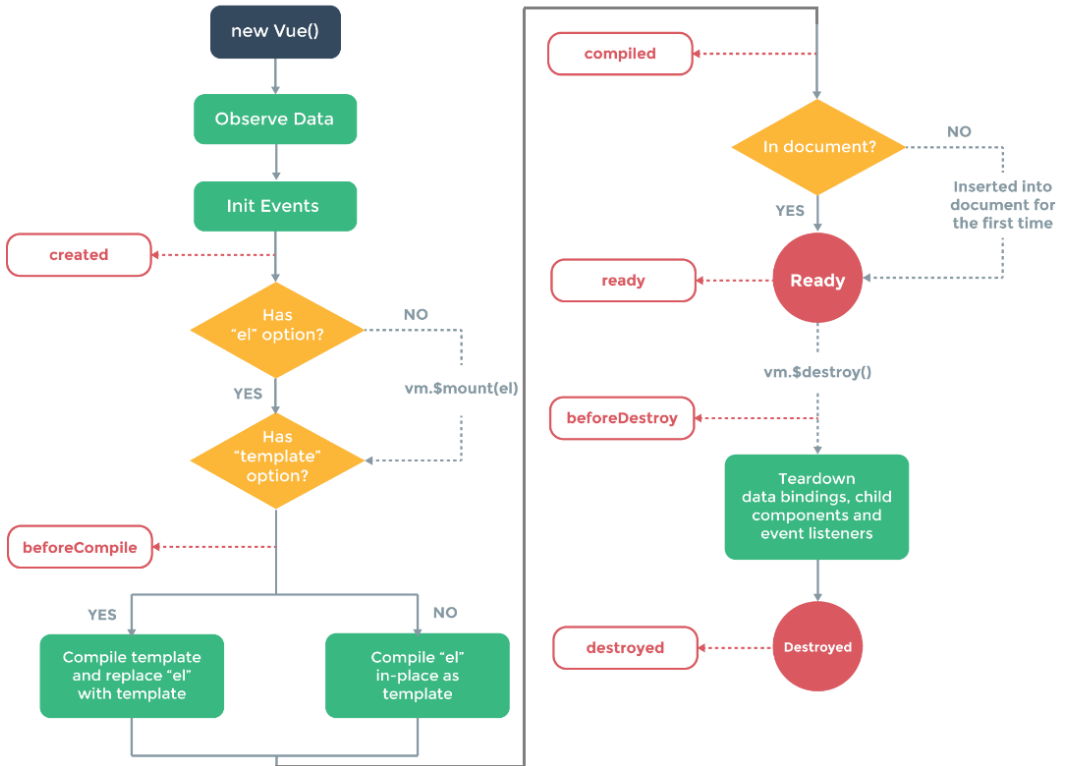 new Vue()
Observe Data
Init Events
created
Has
“el” option?
NO
vm.$mount(el)
YES
Has
“template”
option?
beforeCompile
YES
NO
Compile template
and replace “el”
with template
Compile “el”
in-place as
template
compiled
In document?
NO
Inserted into
document for
the first time
YES
Ready
ready
vm.$destroy()
beforeDestroy
Teardown
data bindings, child
components and
event listeners
destroyed
Destroyed